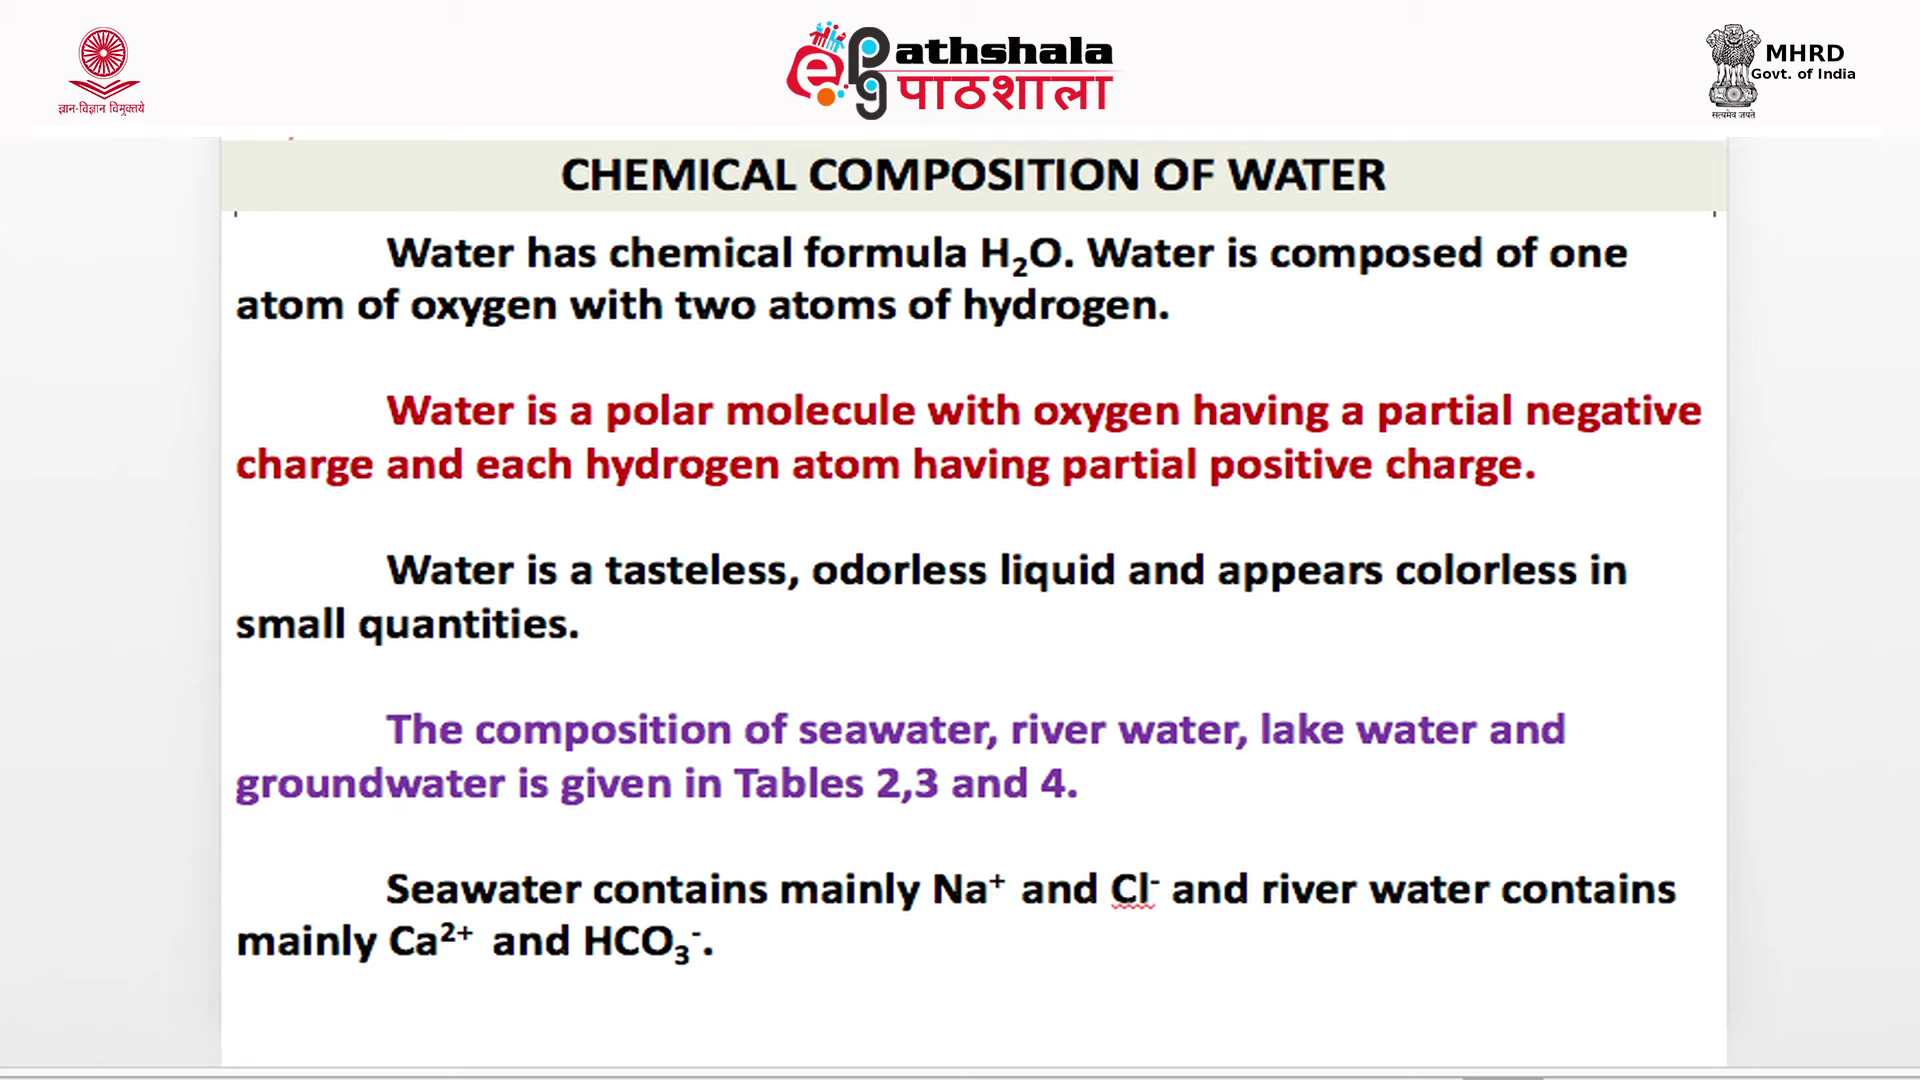 ज्ञान-विज्ञान विमुक्तये
e pg athshala
पाठशाला
MHRD
Govt. of India
सत्यमेव जयते
CHEMICAL COMPOSITION OF WATER
Water has chemical formula H₂O. Water is composed of one
atom of oxygen with two atoms of hydrogen.
Water is a polar molecule with oxygen having a partial negative
charge and each hydrogen atom having partial positive charge.
Water is a tasteless, odorless liquid and appears colorless in
small quantities.
The composition of seawater, river water, lake water and
groundwater is given in Tables 2,3 and 4.
Seawater contains mainly Na⁺ and Cl⁻ and river water contains
mainly Ca²⁺ and HCO₃⁻.